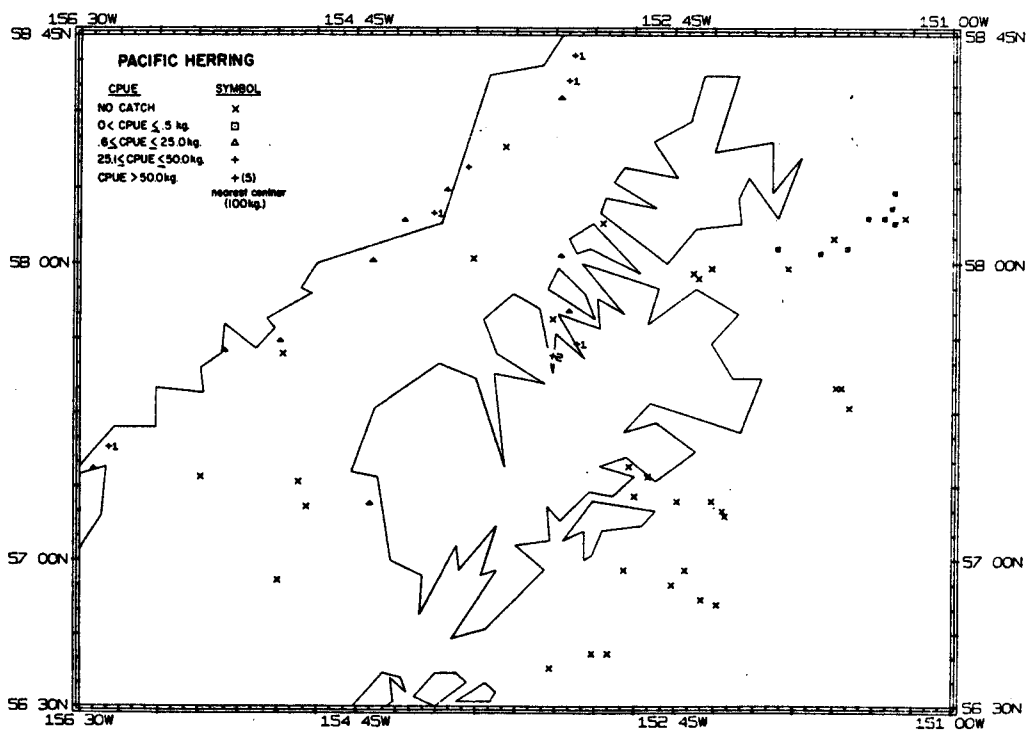 156 30W 154 45W 152 45W 151 00W
58 45N 58 45N
PACIFIC HERRING
CPUE SYMBOL
NO CATCH x
0 < CPUE ≤ .5 kg. □
.6 ≤ CPUE ≤ 25.0kg. △
25.1 ≤ CPUE ≤ 50.0kg. +
CPUE > 50.0kg. +(5)
nearest centner
(100kg.)
+1
+1
+1
58 00N 58 00N
+1
+2
+1
57 00N 57 00N
56 30N 56 30N
156 30W 154 45W 152 45W 151 00W